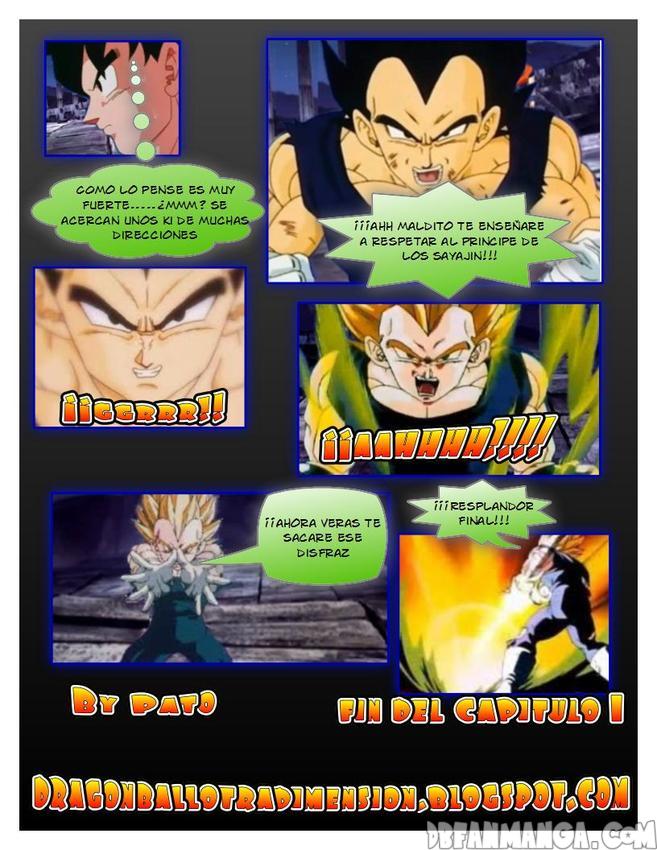 COMO LO PENSE ES MUY
FUERTE-----¿MMM? SE
ACERCAN UNOS KI DE MUCHAS
DIRECCIONES
¡¡¡AHH MALDITO TE ENSEÑARE
A RESPETAR AL PRINCIPE DE
LOS SAYAJIN!!!
¡¡GGRRR!!
¡¡AAHHHH!!!!
¡¡AHORA VERAS TE
SACARE ESE
DISFRAZ
¡¡¡RESPLANDOR
FINAL!!!
BY PATO
FIN DEL CAPITULO I
DRAGONBALLOTRADIMENSION.BLOGSPOT.COM
DBFANMANGA.COM